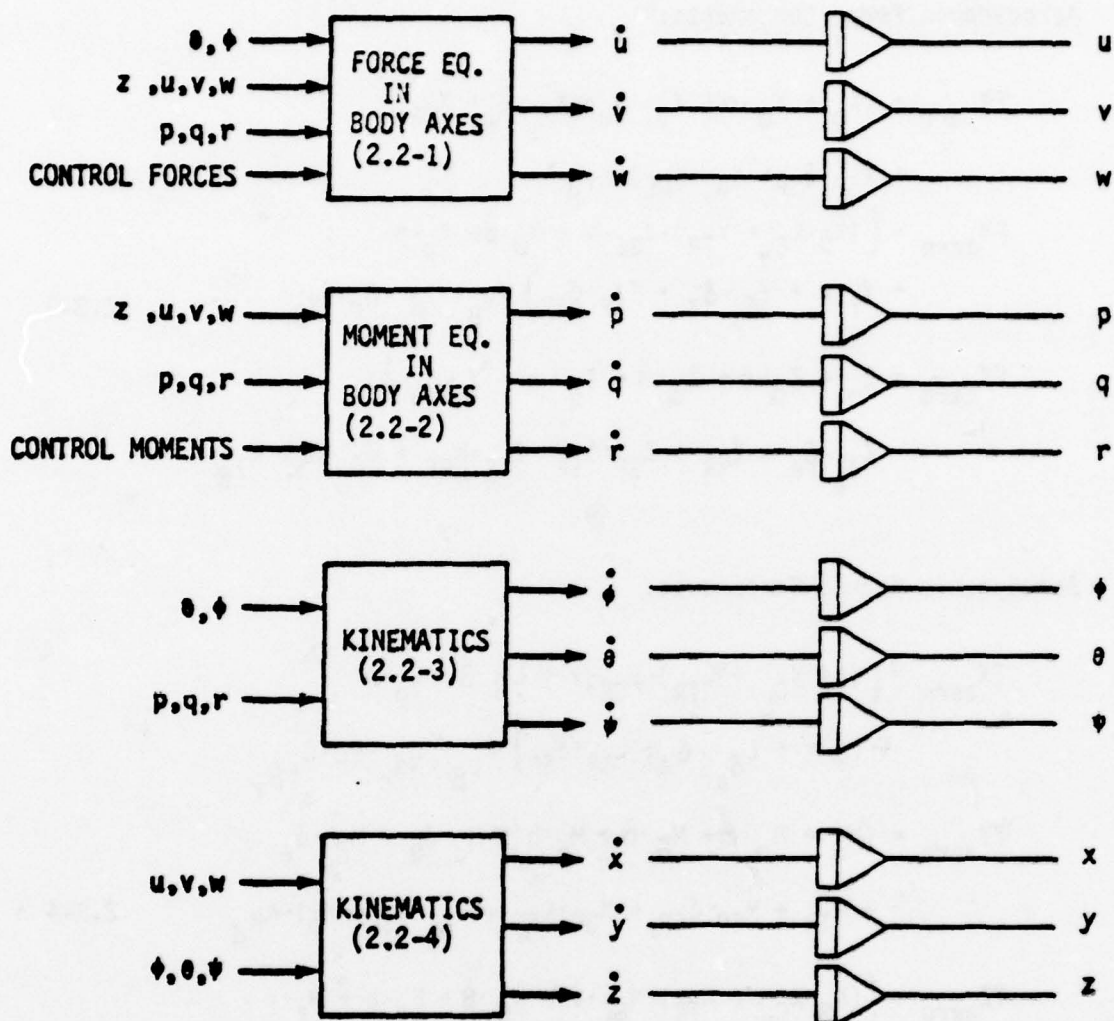 θ,ϕ
z ,u,v,w
p,q,r
CONTROL FORCES
FORCE EQ.
IN
BODY AXES
(2.2-1)
u̇ u
v̇ v
ẇ w
z ,u,v,w
p,q,r
CONTROL MOMENTS
MOMENT EQ.
IN
BODY AXES
(2.2-2)
ṗ p
q̇ q
ṙ r
θ,ϕ
p,q,r
KINEMATICS
(2.2-3)
ϕ̇ ϕ
θ̇ θ
ψ̇ ψ
u,v,w
ϕ,θ,ψ
KINEMATICS
(2.2-4)
ẋ x
ẏ y
ż z